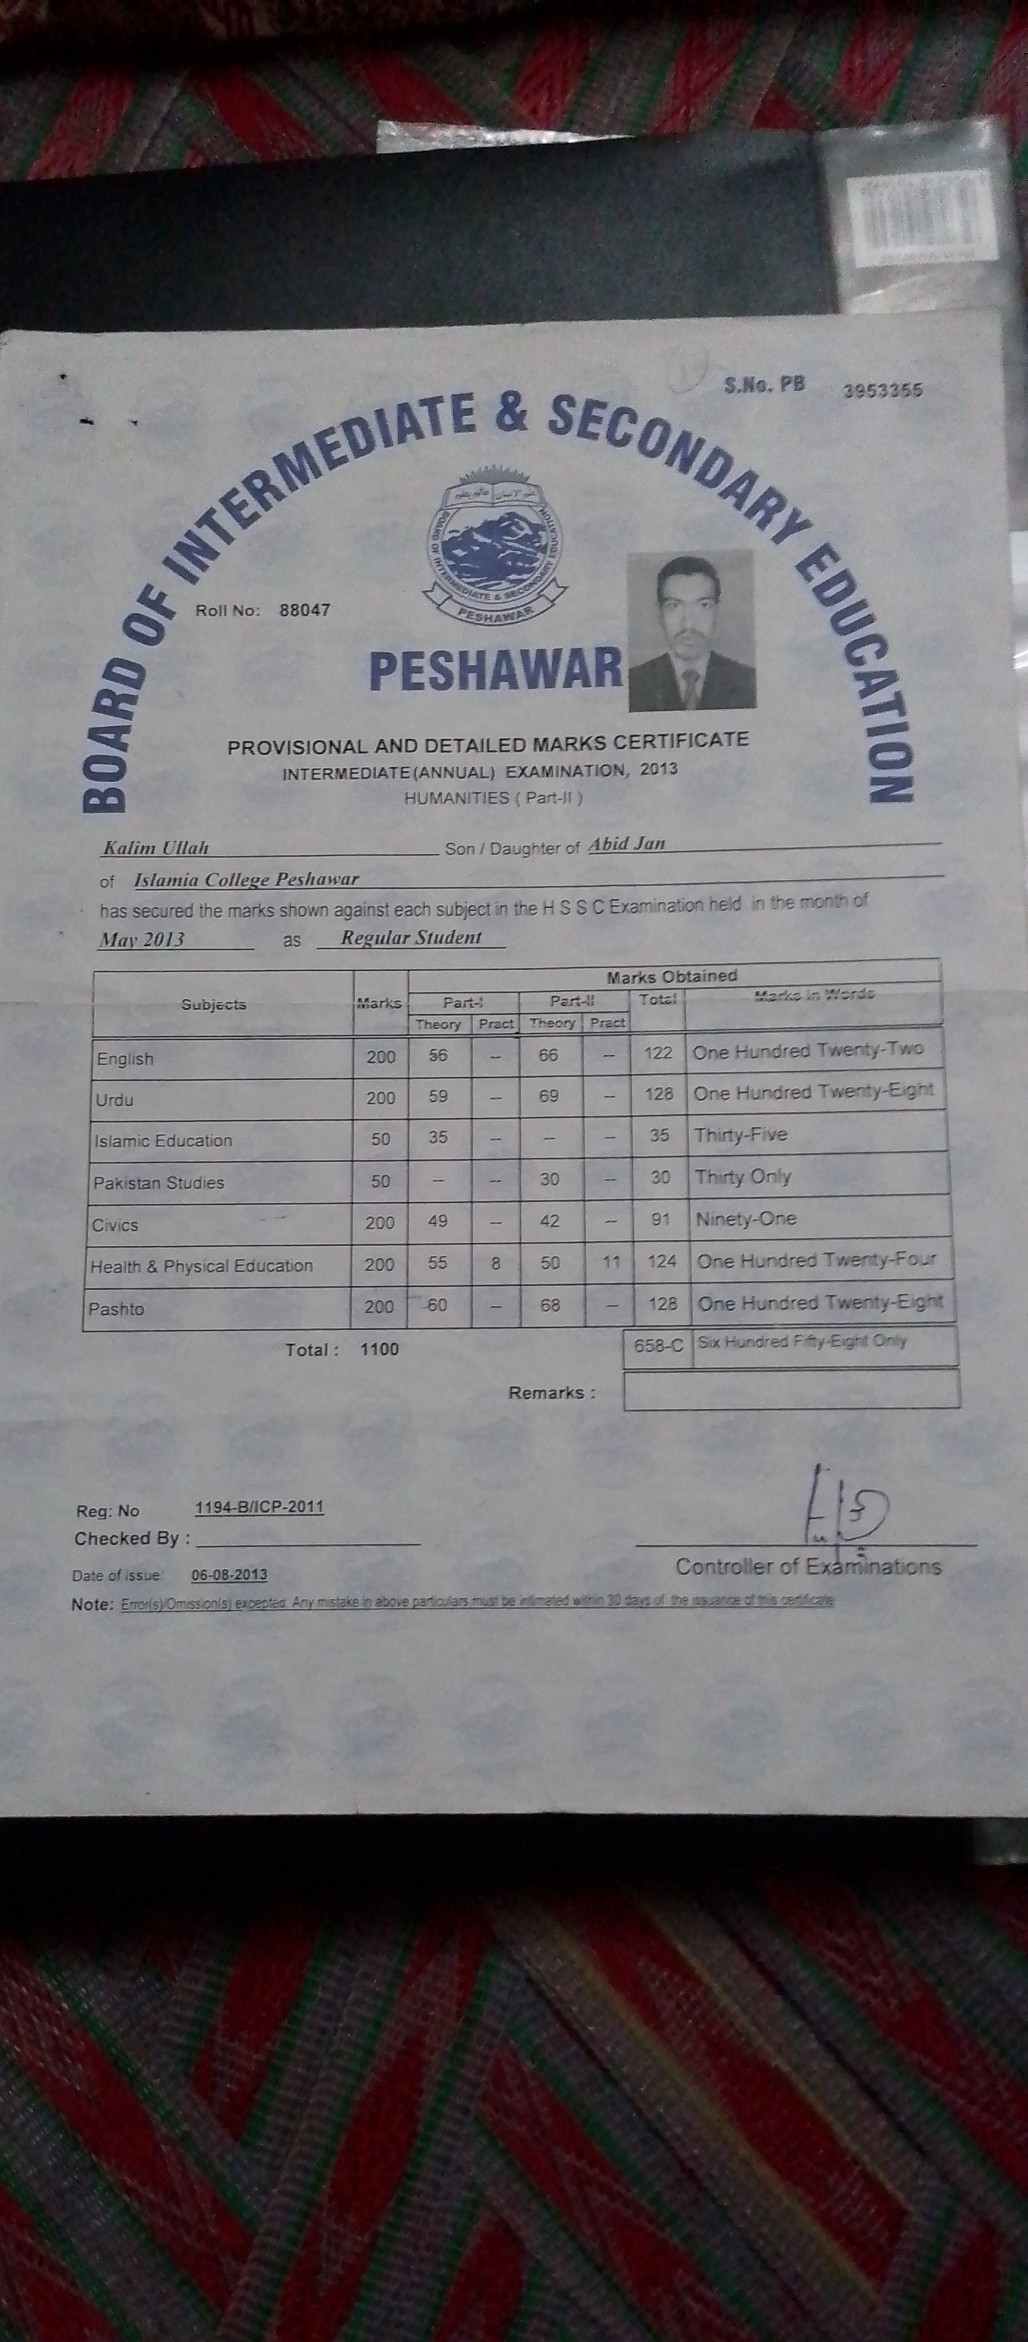 S.No. PB 3953355
BOARD OF INTERMEDIATE & SECONDARY EDUCATION
BOARD OF INTERMEDIATE & SECONDARY EDUCATION
PESHAWAR
Roll No: 88047
PESHAWAR
PROVISIONAL AND DETAILED MARKS CERTIFICATE
INTERMEDIATE (ANNUAL) EXAMINATION, 2013
HUMANITIES ( Part-II )
Kalim Ullah Son / Daughter of Abid Jan
of Islamia College Peshawar
has secured the marks shown against each subject in the H S S C Examination held in the month of
May 2013 as Regular Student
Subjects Marks Marks Obtained
Part-I Part-II Total Marks in Words
Theory Pract Theory Pract
English 200 56 -- 66 -- 122 One Hundred Twenty-Two
Urdu 200 59 -- 69 -- 128 One Hundred Twenty-Eight
Islamic Education 50 35 -- -- -- 35 Thirty-Five
Pakistan Studies 50 -- -- 30 -- 30 Thirty Only
Civics 200 49 -- 42 -- 91 Ninety-One
Health & Physical Education 200 55 8 50 11 124 One Hundred Twenty-Four
Pashto 200 60 -- 68 -- 128 One Hundred Twenty-Eight
Total : 1100 658-C Six Hundred Fifty-Eight Only
Remarks :
Reg: No 1194-B/ICP-2011
Checked By :
Controller of Examinations
Date of issue: 06-08-2013
Note: Error(s)/Omission(s) excepted. Any mistake in above particulars must be intimated within 30 days of the issuance of this certificate